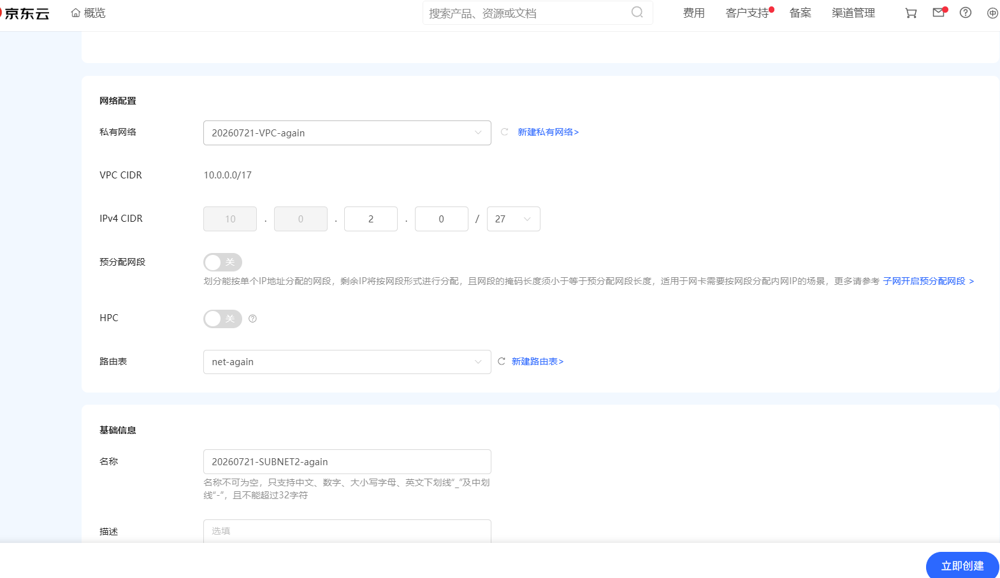 京东云 概览 搜索产品、资源或文档 费用 客户支持 备案 渠道管理
网络配置
私有网络 20260721-VPC-again 新建私有网络>
VPC CIDR 10.0.0.0/17
IPv4 CIDR 10 . 0 . 2 . 0 / 27
预分配网段 关
划分能按单个IP地址分配的网段，剩余IP将按网段形式进行分配，且网段的掩码长度须小于等于预分配网段长度，适用于网卡需要按网段分配内网IP的场景，更多请参考 子网开启预分配网段 >
HPC 关
路由表 net-again 新建路由表>
基础信息
名称 20260721-SUBNET2-again
名称不可为空，只支持中文、数字、大小写字母、英文下划线“_”及中划
线“-”，且不能超过32字符
描述 选填
立即创建